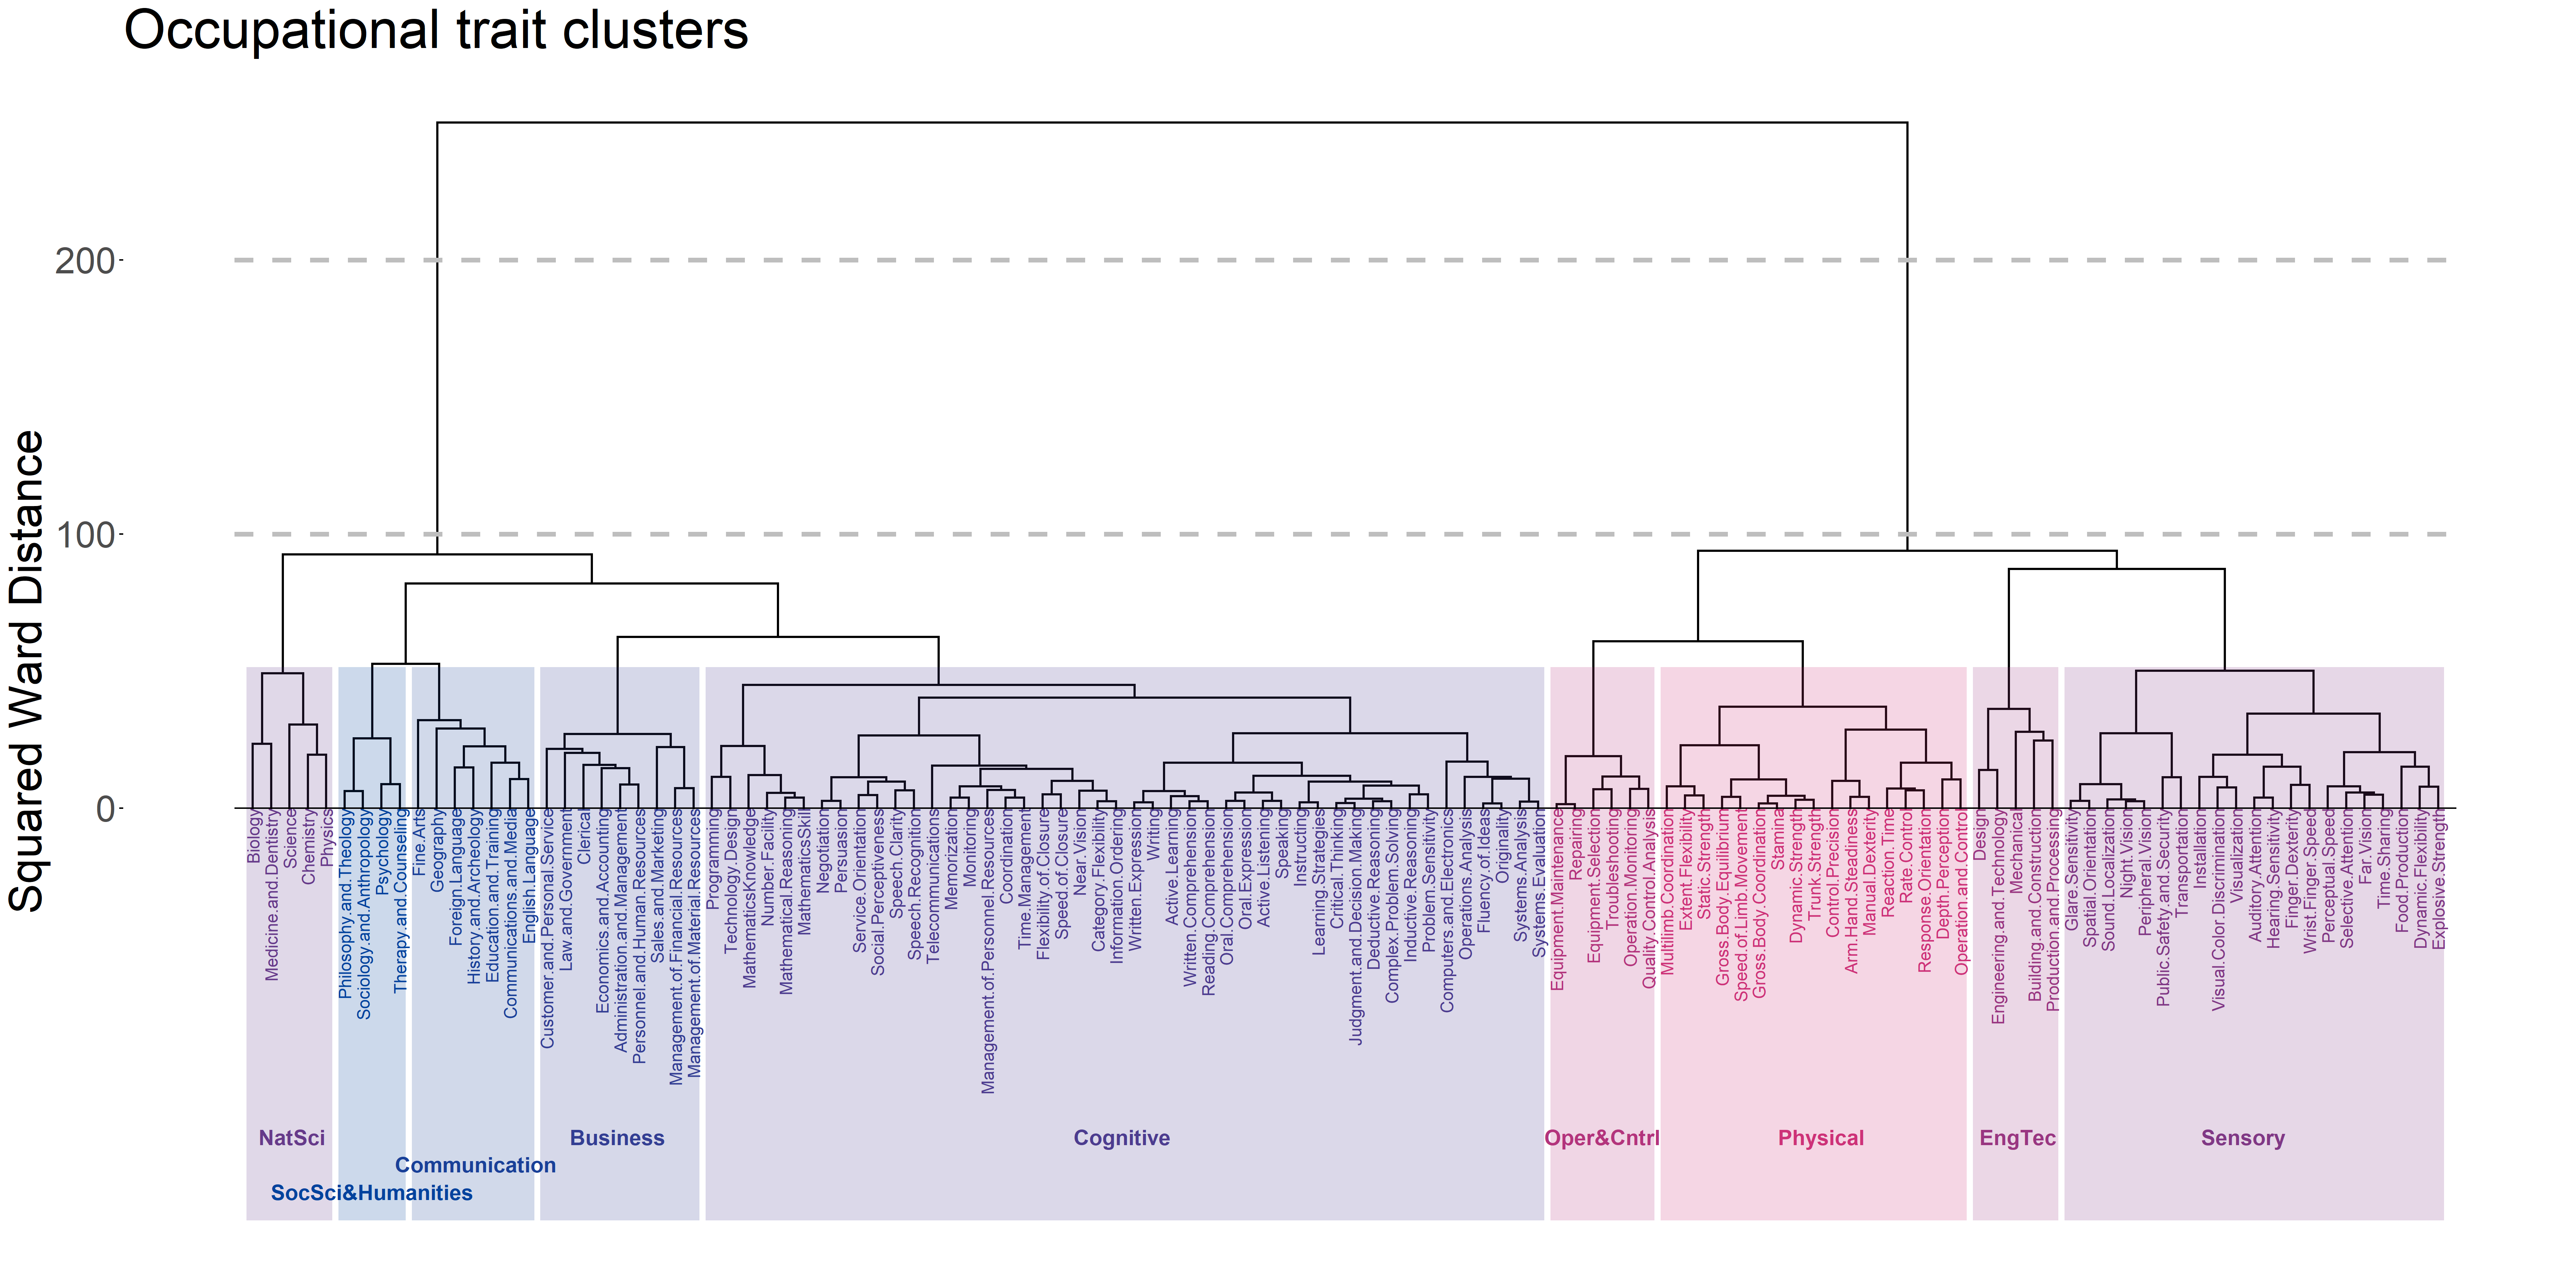 Occupational trait clusters
Squared Ward Distance
200
100
0
Biology
Medicine.and.Dentistry
Science
Chemistry
Physics
Philosophy.and.Theology
Sociology.and.Anthropology
Psychology
Therapy.and.Counseling
Fine.Arts
Geography
Foreign.Language
History.and.Archeology
Education.and.Training
Communications.and.Media
English.Language
Customer.and.Personal.Service
Law.and.Government
Clerical
Economics.and.Accounting
Administration.and.Management
Personnel.and.Human.Resources
Sales.and.Marketing
Management.of.Financial.Resources
Management.of.Material.Resources
Programming
Technology.Design
MathematicsKnowledge
Number.Facility
Mathematical.Reasoning
MathematicsSkill
Negotiation
Persuasion
Service.Orientation
Social.Perceptiveness
Speech.Clarity
Speech.Recognition
Telecommunications
Memorization
Monitoring
Management.of.Personnel.Resources
Coordination
Time.Management
Flexibility.of.Closure
Speed.of.Closure
Near.Vision
Category.Flexibility
Information.Ordering
Written.Expression
Writing
Active.Learning
Written.Comprehension
Reading.Comprehension
Oral.Comprehension
Oral.Expression
Active.Listening
Speaking
Instructing
Learning.Strategies
Critical.Thinking
Judgment.and.Decision.Making
Deductive.Reasoning
Complex.Problem.Solving
Inductive.Reasoning
Problem.Sensitivity
Computers.and.Electronics
Operations.Analysis
Fluency.of.Ideas
Originality
Systems.Analysis
Systems.Evaluation
Equipment.Maintenance
Repairing
Equipment.Selection
Troubleshooting
Operation.Monitoring
Quality.Control.Analysis
Multilimb.Coordination
Extent.Flexibility
Static.Strength
Gross.Body.Equilibrium
Speed.of.Limb.Movement
Gross.Body.Coordination
Stamina
Dynamic.Strength
Trunk.Strength
Control.Precision
Arm.Hand.Steadiness
Manual.Dexterity
Reaction.Time
Rate.Control
Response.Orientation
Depth.Perception
Operation.and.Control
Design
Engineering.and.Technology
Mechanical
Building.and.Construction
Production.and.Processing
Glare.Sensitivity
Spatial.Orientation
Sound.Localization
Night.Vision
Peripheral.Vision
Public.Safety.and.Security
Transportation
Installation
Visual.Color.Discrimination
Visualization
Auditory.Attention
Hearing.Sensitivity
Finger.Dexterity
Wrist.Finger.Speed
Perceptual.Speed
Selective.Attention
Far.Vision
Time.Sharing
Food.Production
Dynamic.Flexibility
Explosive.Strength
NatSci
Business
Cognitive
Oper&Cntrl
Physical
EngTec
Sensory
Communication
SocSci&Humanities